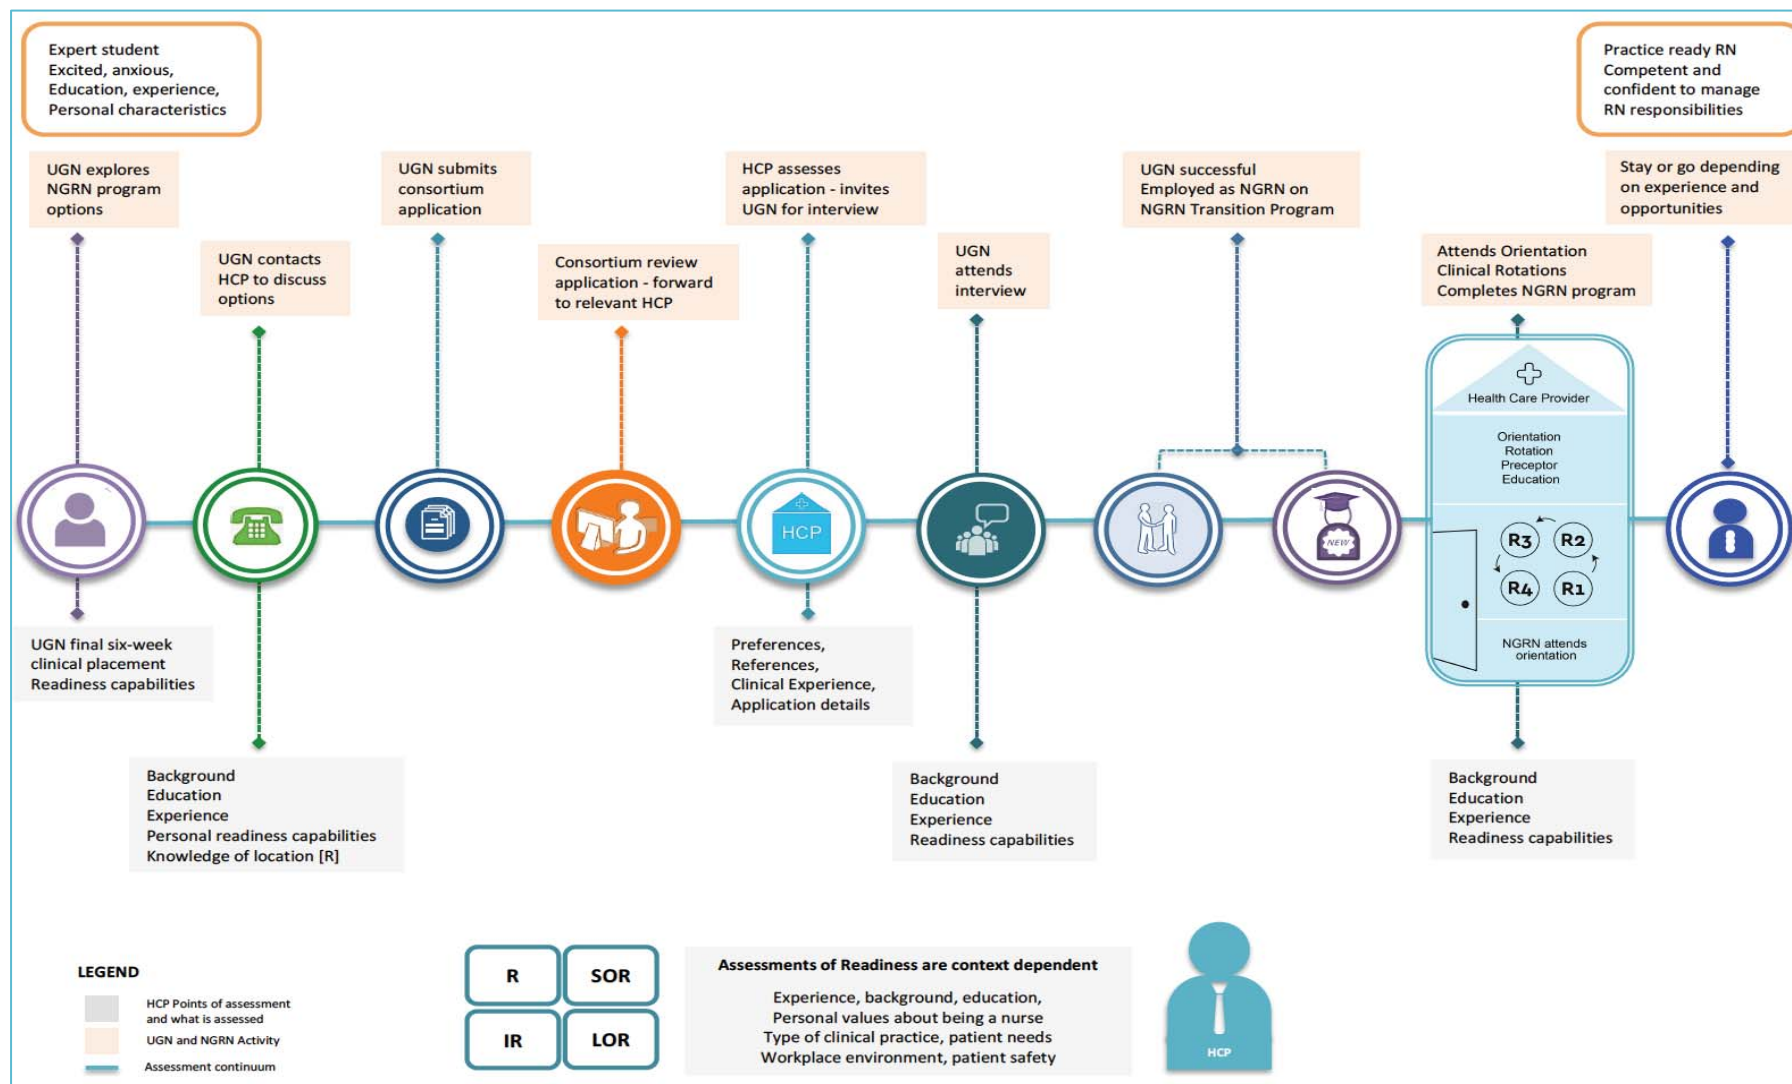 Expert student
Excited, anxious,
Education, experience,
Personal characteristics
Practice ready RN
Competent and
confident to manage
RN responsibilities
UGN explores
NGRN program
options
UGN contacts
HCP to discuss
options
UGN submits
consortium
application
Consortium review
application - forward
to relevant HCP
HCP assesses
application - invites
UGN for interview
UGN
attends
interview
UGN successful
Employed as NGRN on
NGRN Transition Program
Attends Orientation
Clinical Rotations
Completes NGRN program
Stay or go depending
on experience and
opportunities
HCP
NEW
Health Care Provider
Orientation
Rotation
Preceptor
Education
R3
R2
R4
R1
NGRN attends
orientation
UGN final six-week
clinical placement
Readiness capabilities
Background
Education
Experience
Personal readiness capabilities
Knowledge of location [R]
Preferences,
References,
Clinical Experience,
Application details
Background
Education
Experience
Readiness capabilities
Background
Education
Experience
Readiness capabilities
LEGEND
HCP Points of assessment
and what is assessed
UGN and NGRN Activity
Assessment continuum
R
SOR
IR
LOR
Assessments of Readiness are context dependent
Experience, background, education,
Personal values about being a nurse
Type of clinical practice, patient needs
Workplace environment, patient safety
HCP